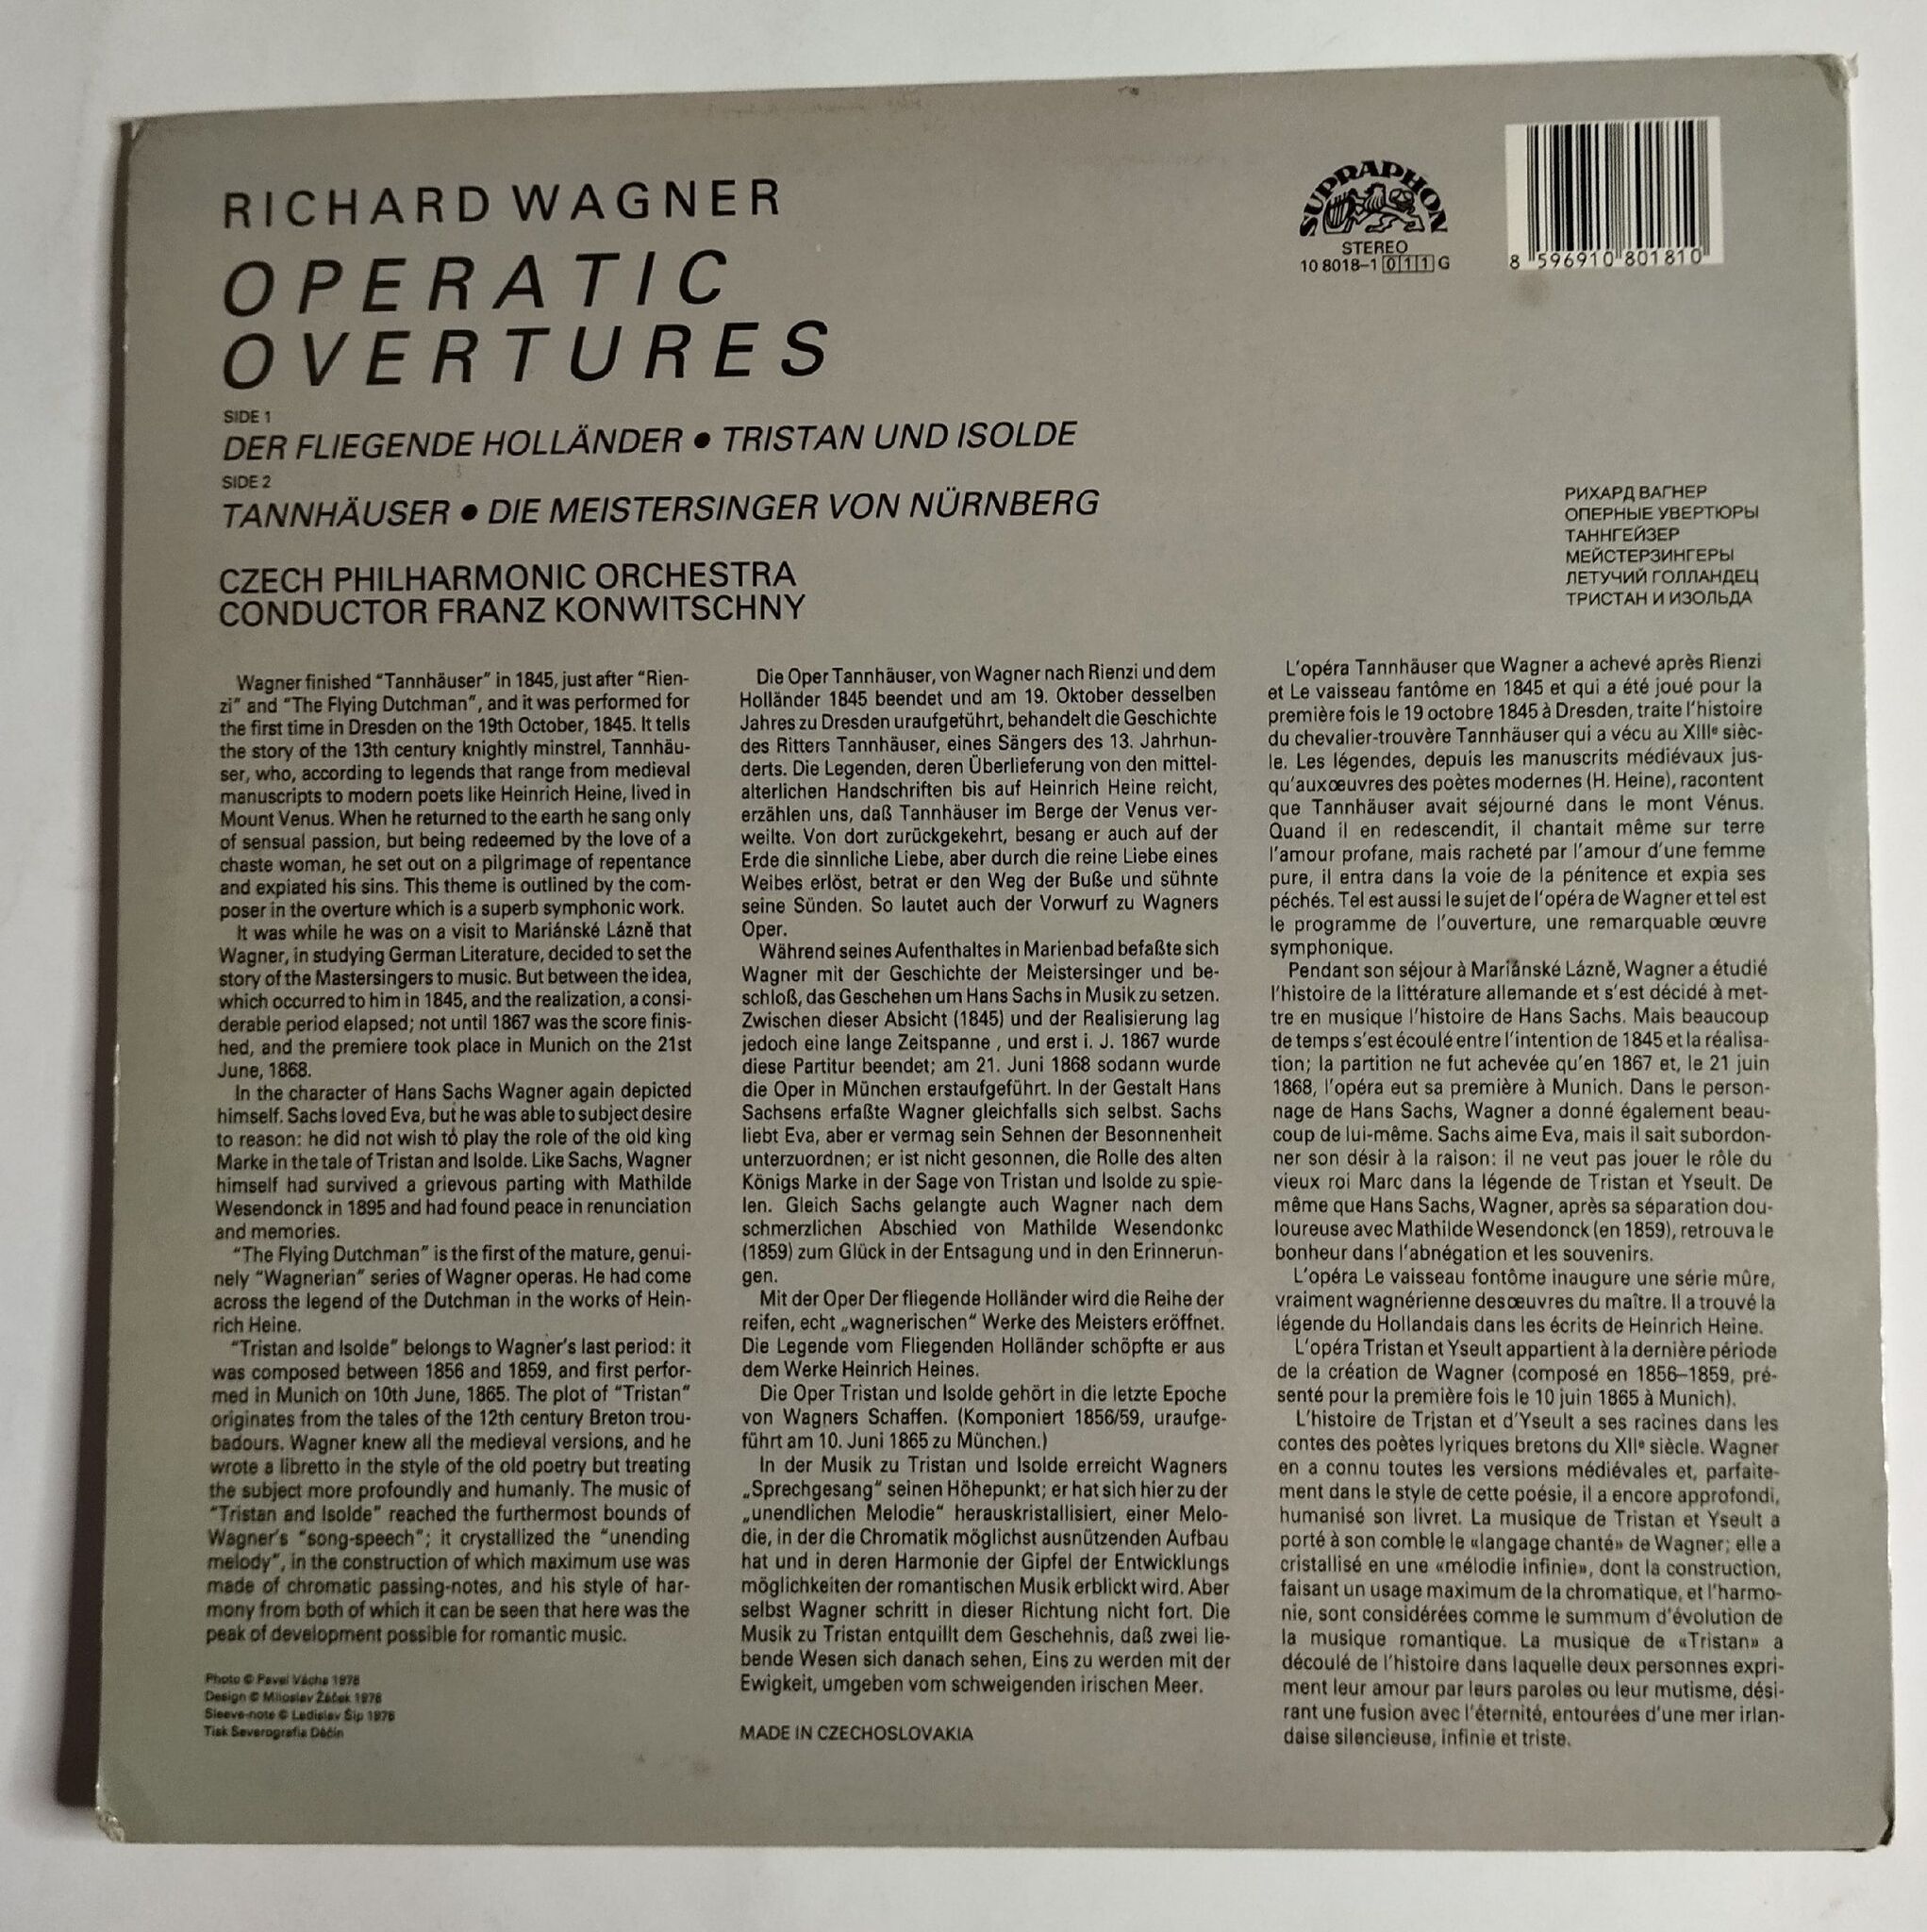 RICHARD WAGNER
OPERATIC
OVERTURES
SUPRAPHON
STEREO
10 8018-1 011 G
8 596910 801810
SIDE 1
DER FLIEGENDE HOLLÄNDER ● TRISTAN UND ISOLDE
SIDE 2
TANNHÄUSER ● DIE MEISTERSINGER VON NÜRNBERG
CZECH PHILHARMONIC ORCHESTRA
CONDUCTOR FRANZ KONWITSCHNY
РИХАРД ВАГНЕР
ОПЕРНЫЕ УВЕРТЮРЫ
ТАННГЕЙЗЕР
МЕЙСТЕРЗИНГЕРЫ
ЛЕТУЧИЙ ГОЛЛАНДЕЦ
ТРИСТАН И ИЗОЛЬДА
Wagner finished “Tannhäuser” in 1845, just after “Rien-
zi” and “The Flying Dutchman”, and it was performed for
the first time in Dresden on the 19th October, 1845. It tells
the story of the 13th century knightly minstrel, Tannhäu-
ser, who, according to legends that range from medieval
manuscripts to modern poets like Heinrich Heine, lived in
Mount Venus. When he returned to the earth he sang only
of sensual passion, but being redeemed by the love of a
chaste woman, he set out on a pilgrimage of repentance
and expiated his sins. This theme is outlined by the com-
poser in the overture which is a superb symphonic work.
It was while he was on a visit to Mariánské Lázně that
Wagner, in studying German Literature, decided to set the
story of the Mastersingers to music. But between the idea,
which occurred to him in 1845, and the realization, a consi-
derable period elapsed; not until 1867 was the score finis-
hed, and the premiere took place in Munich on the 21st
June, 1868.
In the character of Hans Sachs Wagner again depicted
himself. Sachs loved Eva, but he was able to subject desire
to reason: he did not wish to play the role of the old king
Marke in the tale of Tristan and Isolde. Like Sachs, Wagner
himself had survived a grievous parting with Mathilde
Wesendonck in 1895 and had found peace in renunciation
and memories.
“The Flying Dutchman” is the first of the mature, genui-
nely “Wagnerian” series of Wagner operas. He had come
across the legend of the Dutchman in the works of Hein-
rich Heine.
“Tristan and Isolde” belongs to Wagner's last period: it
was composed between 1856 and 1859, and first perfor-
med in Munich on 10th June, 1865. The plot of “Tristan”
originates from the tales of the 12th century Breton trou-
badours. Wagner knew all the medieval versions, and he
wrote a libretto in the style of the old poetry but treating
the subject more profoundly and humanly. The music of
“Tristan and Isolde” reached the furthermost bounds of
Wagner's “song-speech”; it crystallized the “unending
melody”, in the construction of which maximum use was
made of chromatic passing-notes, and his style of har-
mony from both of which it can be seen that here was the
peak of development possible for romantic music.
Photo © Pavel Vácha 1976
Design © Miloslav Žáček 1976
Sleeve-note © Ladislav Šíp 1976
Tisk Severografia Děčín
Die Oper Tannhäuser, von Wagner nach Rienzi und dem
Holländer 1845 beendet und am 19. Oktober desselben
Jahres zu Dresden uraufgeführt, behandelt die Geschichte
des Ritters Tannhäuser, eines Sängers des 13. Jahrhun-
derts. Die Legenden, deren Überlieferung von den mittel-
alterlichen Handschriften bis auf Heinrich Heine reicht,
erzählen uns, daß Tannhäuser im Berge der Venus ver-
weilte. Von dort zurückgekehrt, besang er auch auf der
Erde die sinnliche Liebe, aber durch die reine Liebe eines
Weibes erlöst, betrat er den Weg der Buße und sühnte
seine Sünden. So lautet auch der Vorwurf zu Wagners
Oper.
Während seines Aufenthaltes in Marienbad befaßte sich
Wagner mit der Geschichte der Meistersinger und be-
schloß, das Geschehen um Hans Sachs in Musik zu setzen.
Zwischen dieser Absicht (1845) und der Realisierung lag
jedoch eine lange Zeitspanne , und erst i. J. 1867 wurde
diese Partitur beendet; am 21. Juni 1868 sodann wurde
die Oper in München erstaufgeführt. In der Gestalt Hans
Sachsens erfaßte Wagner gleichfalls sich selbst. Sachs
liebt Eva, aber er vermag sein Sehnen der Besonnenheit
unterzuordnen; er ist nicht gesonnen, die Rolle des alten
Königs Marke in der Sage von Tristan und Isolde zu spie-
len. Gleich Sachs gelangte auch Wagner nach dem
schmerzlichen Abschied von Mathilde Wesendonkc
(1859) zum Glück in der Entsagung und in den Erinnerun-
gen.
Mit der Oper Der fliegende Holländer wird die Reihe der
reifen, echt „wagnerischen“ Werke des Meisters eröffnet.
Die Legende vom Fliegenden Holländer schöpfte er aus
dem Werke Heinrich Heines.
Die Oper Tristan und Isolde gehört in die letzte Epoche
von Wagners Schaffen. (Komponiert 1856/59, uraufge-
führt am 10. Juni 1865 zu München.)
In der Musik zu Tristan und Isolde erreicht Wagners
„Sprechgesang“ seinen Höhepunkt; er hat sich hier zu der
„unendlichen Melodie“ herauskristallisiert, einer Melo-
die, in der die Chromatik möglichst ausnützenden Aufbau
hat und in deren Harmonie der Gipfel der Entwicklungs
möglichkeiten der romantischen Musik erblickt wird. Aber
selbst Wagner schritt in dieser Richtung nicht fort. Die
Musik zu Tristan entquillt dem Geschehnis, daß zwei lie-
bende Wesen sich danach sehen, Eins zu werden mit der
Ewigkeit, umgeben vom schweigenden irischen Meer.
MADE IN CZECHOSLOVAKIA
L'opéra Tannhäuser que Wagner a achevé après Rienzi
et Le vaisseau fantôme en 1845 et qui a été joué pour la
première fois le 19 octobre 1845 à Dresden, traite l'histoire
du chevalier-trouvère Tannhäuser qui a vécu au XIIIᵉ sièc-
le. Les légendes, depuis les manuscrits médiévaux jus-
qu'auxœuvres des poètes modernes (H. Heine), racontent
que Tannhäuser avait séjourné dans le mont Vénus.
Quand il en redescendit, il chantait même sur terre
l'amour profane, mais racheté par l'amour d'une femme
pure, il entra dans la voie de la pénitence et expia ses
péchés. Tel est aussi le sujet de l'opéra de Wagner et tel est
le programme de l'ouverture, une remarquable œuvre
symphonique.
Pendant son séjour à Mariánské Lázně, Wagner a étudié
l'histoire de la littérature allemande et s'est décidé à met-
tre en musique l'histoire de Hans Sachs. Mais beaucoup
de temps s'est écoulé entre l'intention de 1845 et la réalisa-
tion; la partition ne fut achevée qu'en 1867 et, le 21 juin
1868, l'opéra eut sa première à Munich. Dans le person-
nage de Hans Sachs, Wagner a donné également beau-
coup de lui-même. Sachs aime Eva, mais il sait subordon-
ner son désir à la raison: il ne veut pas jouer le rôle du
vieux roi Marc dans la légende de Tristan et Yseult. De
même que Hans Sachs, Wagner, après sa séparation dou-
loureuse avec Mathilde Wesendonck (en 1859), retrouva le
bonheur dans l'abnégation et les souvenirs.
L'opéra Le vaisseau fontôme inaugure une série mûre,
vraiment wagnérienne desœuvres du maître. Il a trouvé la
légende du Hollandais dans les écrits de Heinrich Heine.
L'opéra Tristan et Yseult appartient à la dernière période
de la création de Wagner (composé en 1856–1859, pré-
senté pour la première fois le 10 juin 1865 à Munich).
L'histoire de Tristan et d'Yseult a ses racines dans les
contes des poètes lyriques bretons du XIIᵉ siècle. Wagner
en a connu toutes les versions médiévales et, parfaite-
ment dans le style de cette poésie, il a encore approfondi,
humanisé son livret. La musique de Tristan et Yseult a
porté à son comble le «langage chanté» de Wagner; elle a
cristallisé en une «mélodie infinie», dont la construction,
faisant un usage maximum de la chromatique, et l'harmo-
nie, sont considérées comme le summum d'évolution de
la musique romantique. La musique de «Tristan» a
découlé de l'histoire dans laquelle deux personnes expri-
ment leur amour par leurs paroles ou leur mutisme, dési-
rant une fusion avec l'éternité, entourées d'une mer irlan-
daise silencieuse, infinie et triste.